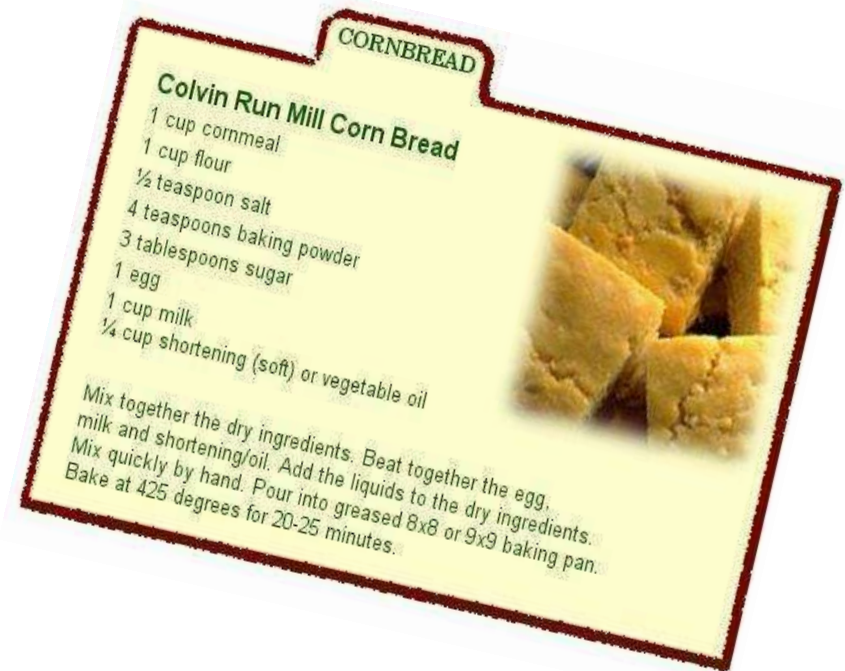 CORNBREAD
Colvin Run Mill Corn Bread
1 cup cornmeal
1 cup flour
½ teaspoon salt
4 teaspoons baking powder
3 tablespoons sugar
1 egg
1 cup milk
¼ cup shortening (soft) or vegetable oil
Mix together the dry ingredients. Beat together the egg,
milk and shortening/oil. Add the liquids to the dry ingredients.
Mix quickly by hand. Pour into greased 8x8 or 9x9 baking pan.
Bake at 425 degrees for 20-25 minutes.